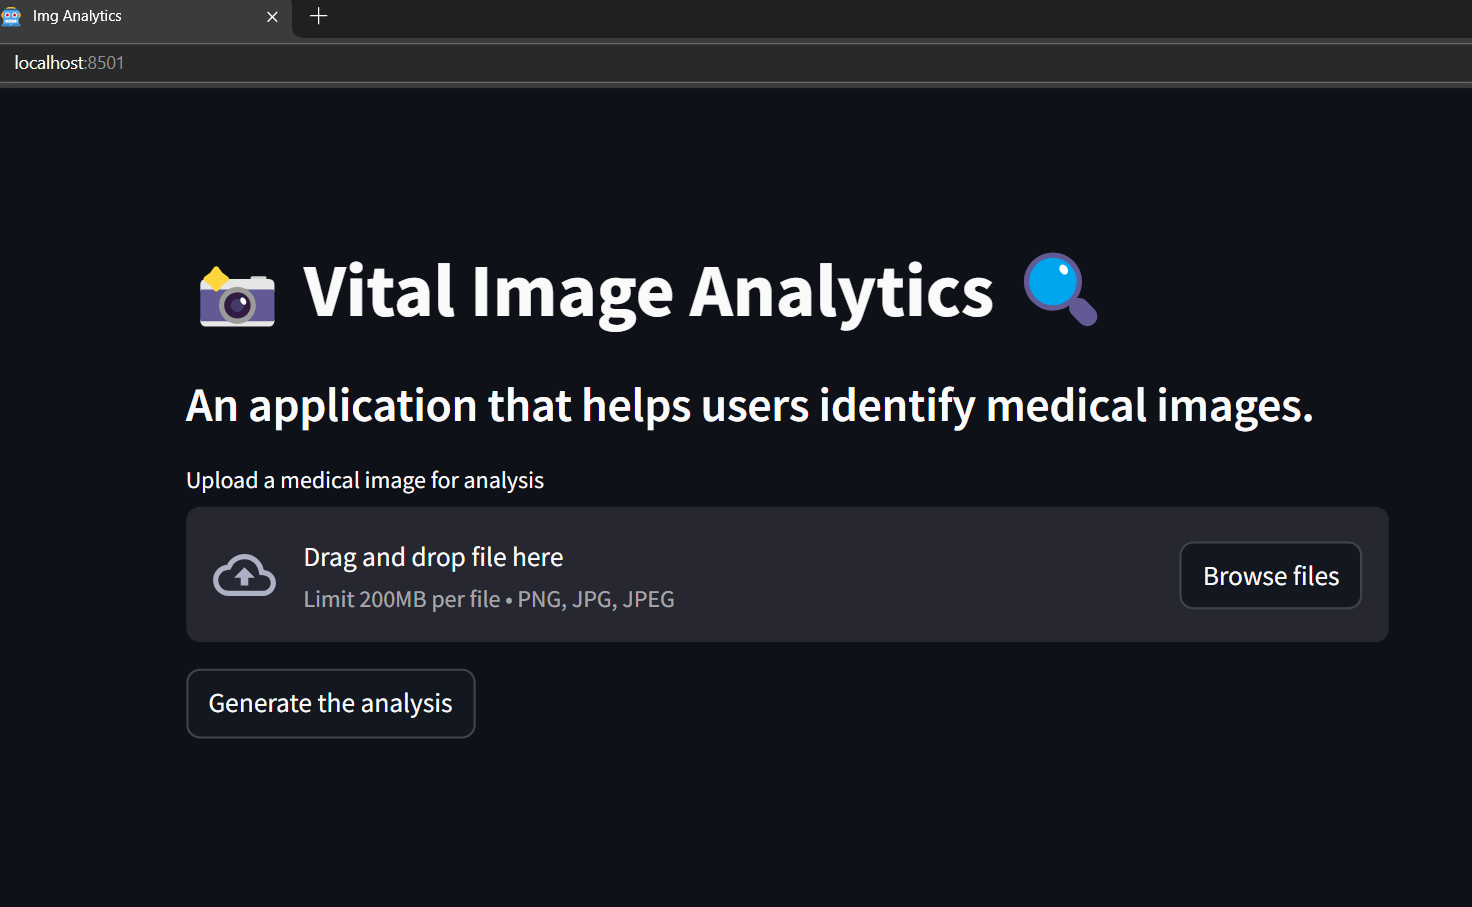 Img Analytics
localhost:8501
Vital Image Analytics
An application that helps users identify medical images.
Upload a medical image for analysis
Drag and drop file here
Limit 200MB per file • PNG, JPG, JPEG
Browse files
Generate the analysis